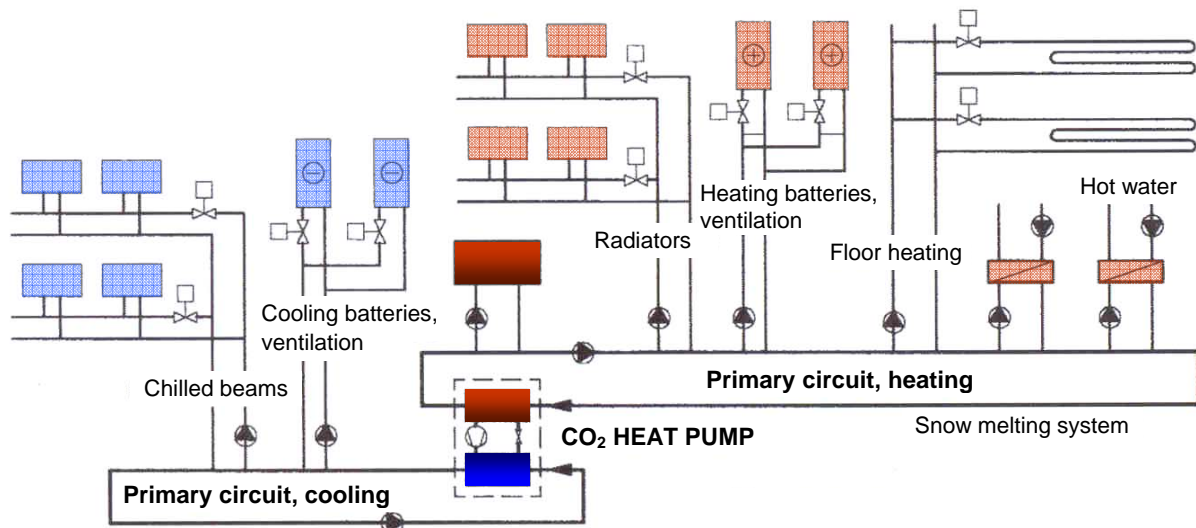 Hot water
Heating batteries,
ventilation
Radiators
Floor heating
Cooling batteries,
ventilation
Chilled beams
Primary circuit, heating
Snow melting system
CO₂ HEAT PUMP
Primary circuit, cooling